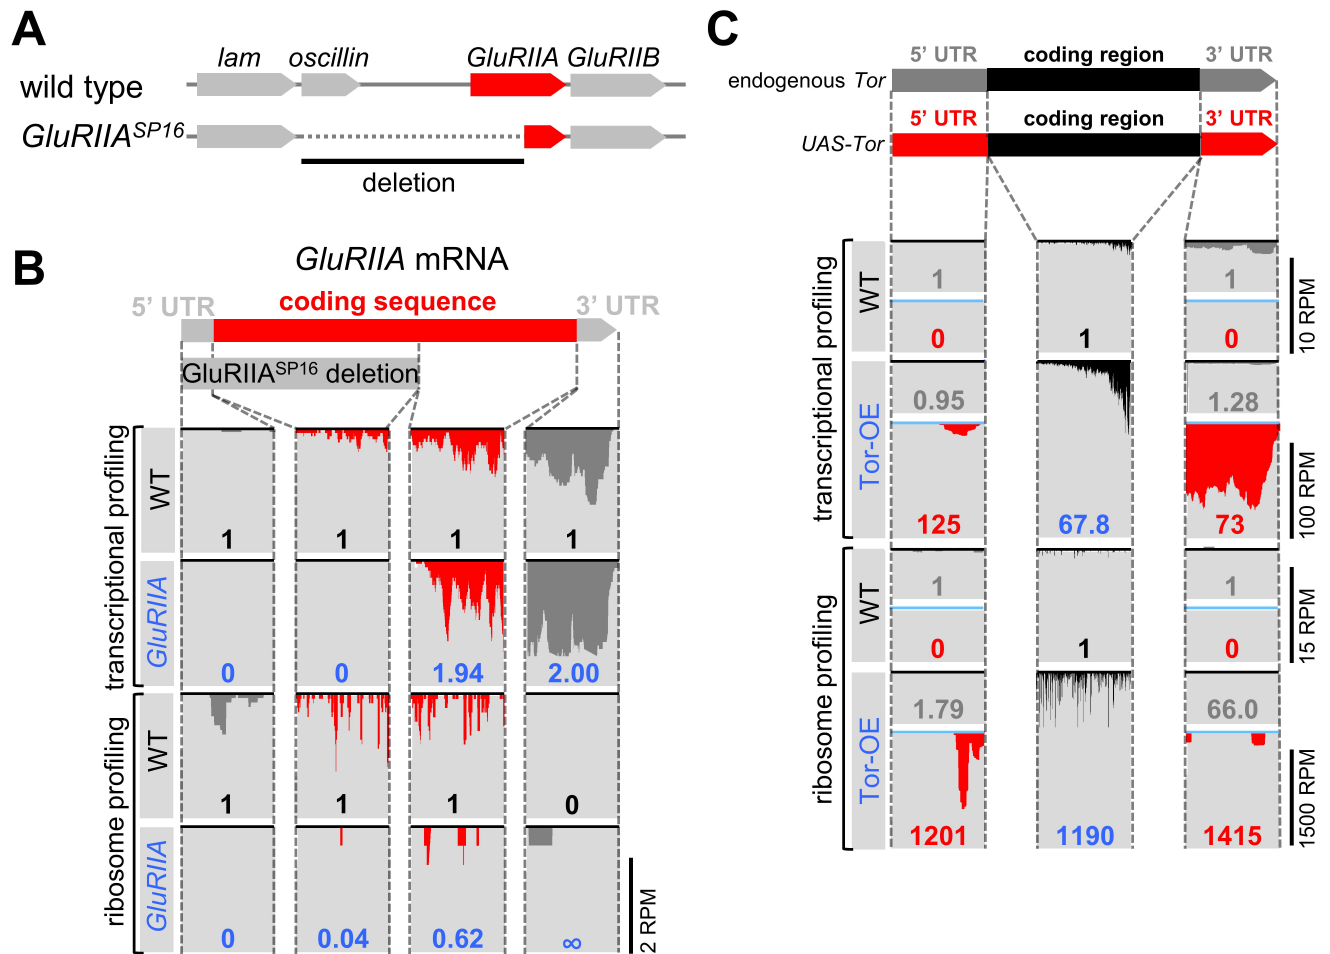 A
lam oscillin GluRIIA GluRIIB
wild type
GluRIIASP16
deletion
B
GluRIIA mRNA
5’ UTR coding sequence 3’ UTR
GluRIIASP16 deletion
transcriptional profiling
WT
1 1 1 1
GluRIIA
0 0 1.94 2.00
ribosome profiling
WT
1 1 1 0
GluRIIA
0 0.04 0.62 ∞
2 RPM
C
5’ UTR coding region 3’ UTR
endogenous Tor
5’ UTR coding region 3’ UTR
UAS-Tor
transcriptional profiling
WT
1 1
0 1 0
10 RPM
Tor-OE
0.95 1.28
125 67.8 73
100 RPM
ribosome profiling
WT
1 1
0 1 0
15 RPM
Tor-OE
1.79 66.0
1201 1190 1415
1500 RPM